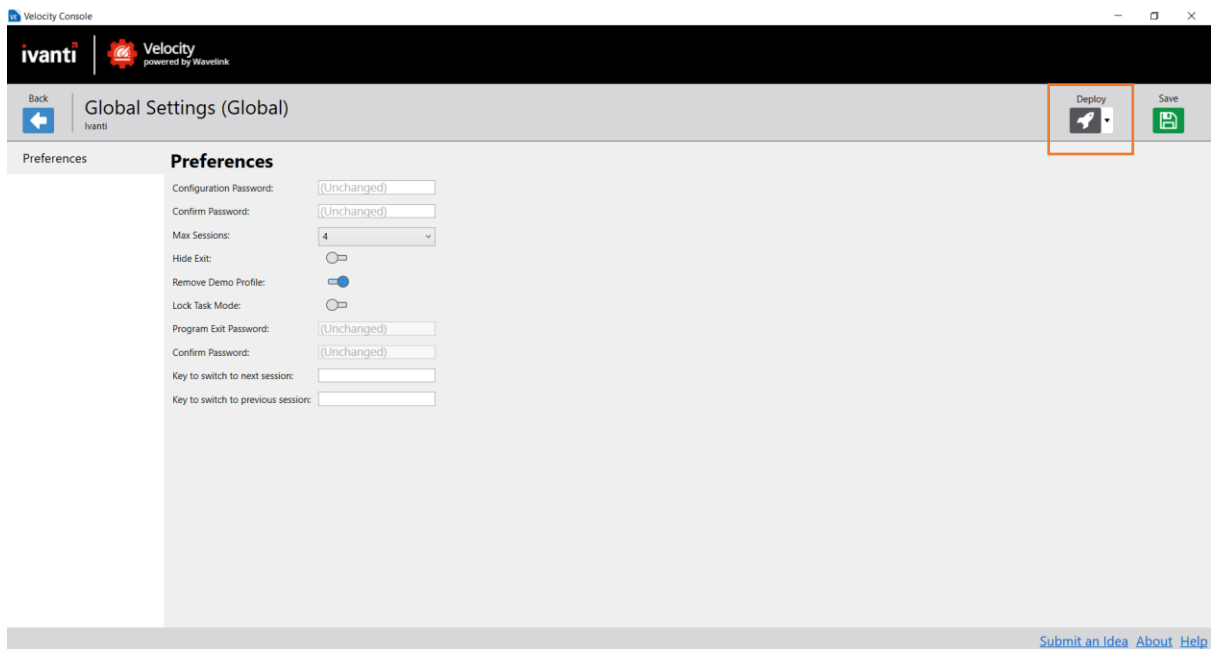 Velocity Console
ivanti
Velocity
powered by Wavelink
Back
Global Settings (Global)
Ivanti
Deploy
Save
Preferences
Preferences
Configuration Password: (Unchanged)
Confirm Password: (Unchanged)
Max Sessions: 4
Hide Exit:
Remove Demo Profile:
Lock Task Mode:
Program Exit Password: (Unchanged)
Confirm Password: (Unchanged)
Key to switch to next session:
Key to switch to previous session:
Submit an Idea About Help